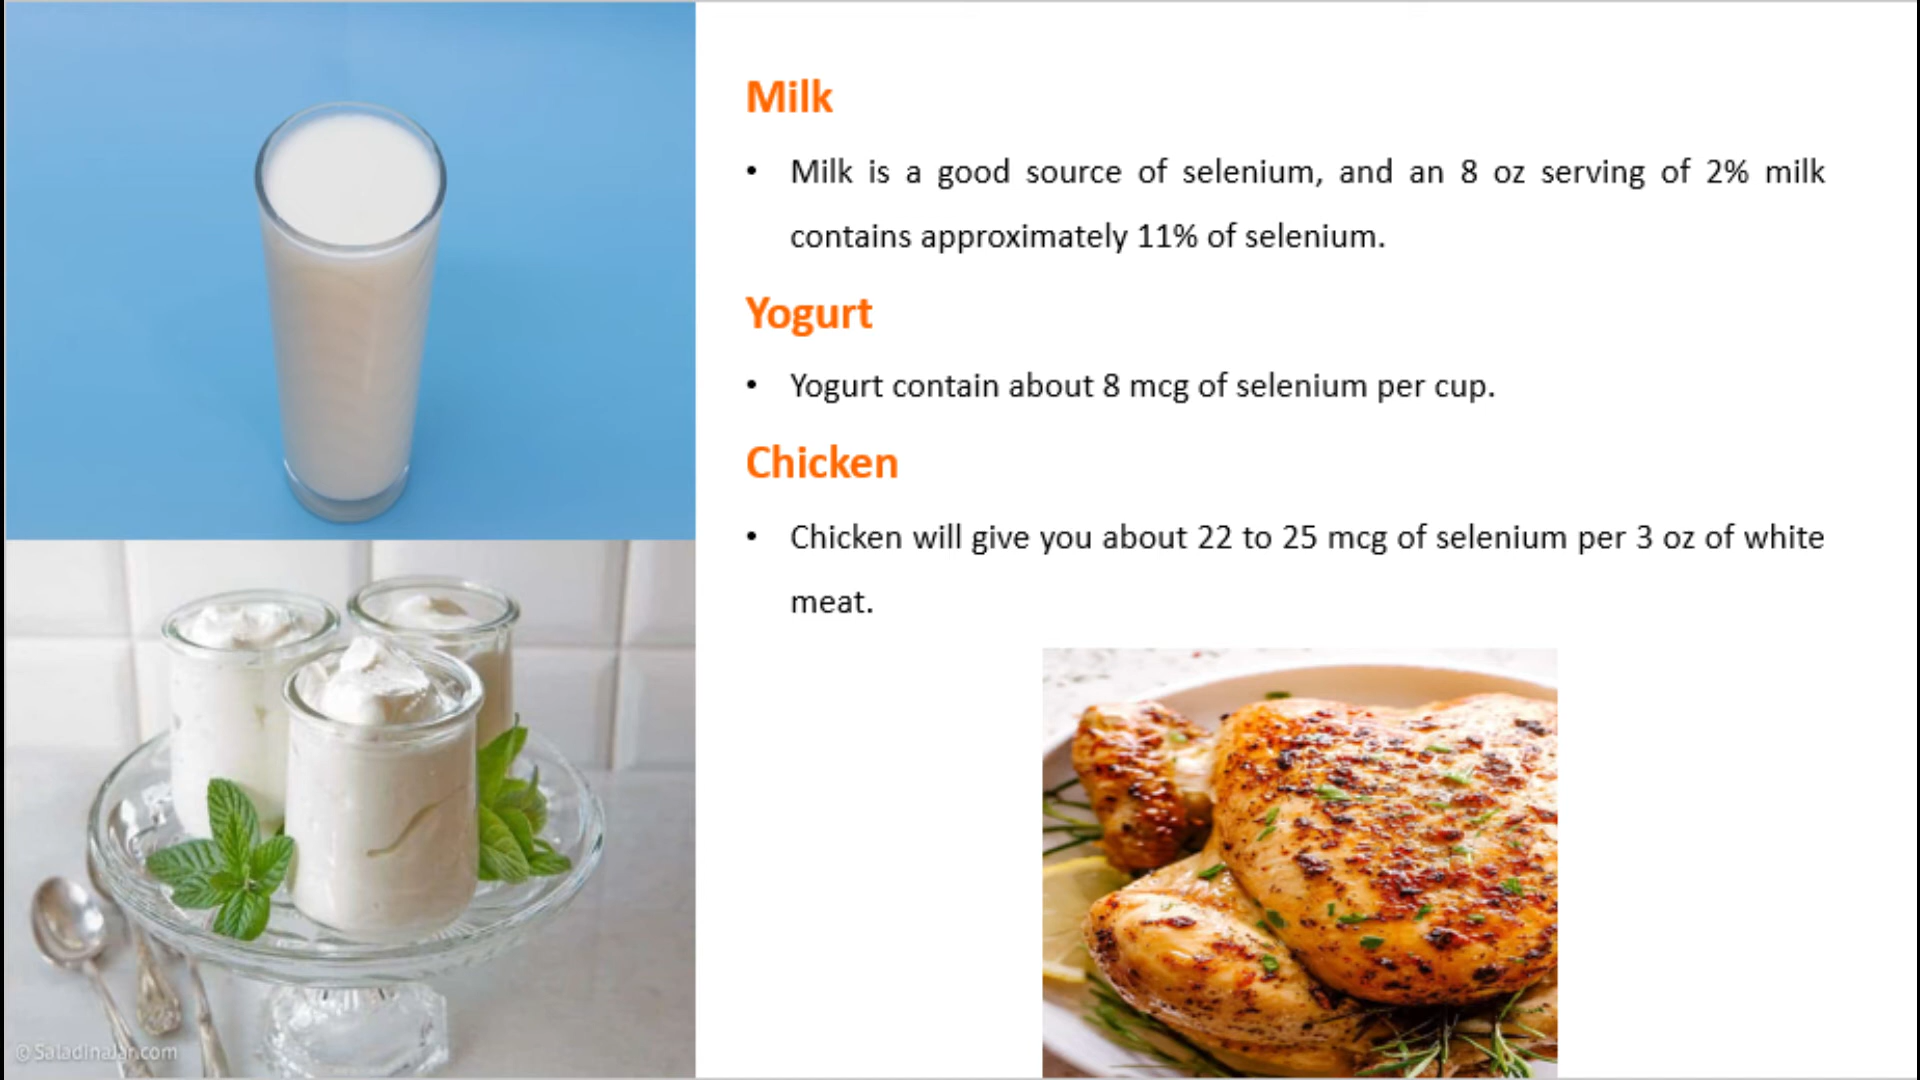 Milk
• Milk is a good source of selenium, and an 8 oz serving of 2% milk
contains approximately 11% of selenium.
Yogurt
• Yogurt contain about 8 mcg of selenium per cup.
Chicken
• Chicken will give you about 22 to 25 mcg of selenium per 3 oz of white
meat.
© SaladinaJar.com